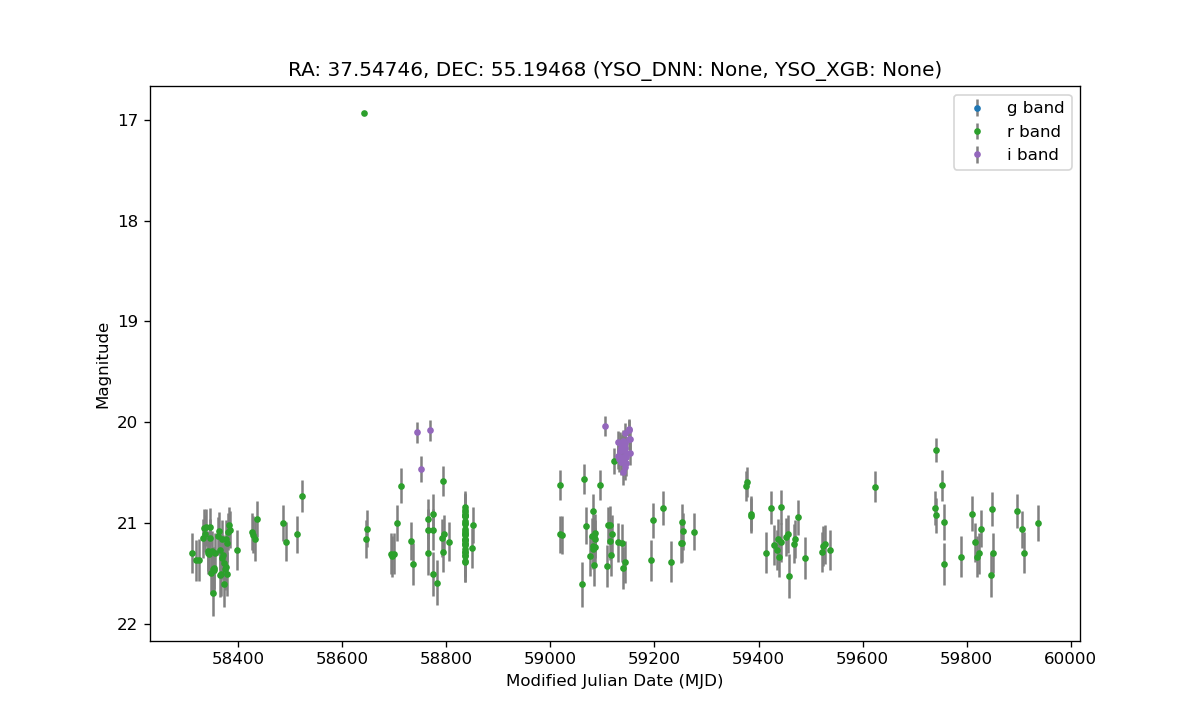 RA: 37.54746, DEC: 55.19468 (YSO_DNN: None, YSO_XGB: None)
g band
r band
i band
17
18
19
20
21
22
Magnitude
58400 58600 58800 59000 59200 59400 59600 59800 60000
Modified Julian Date (MJD)